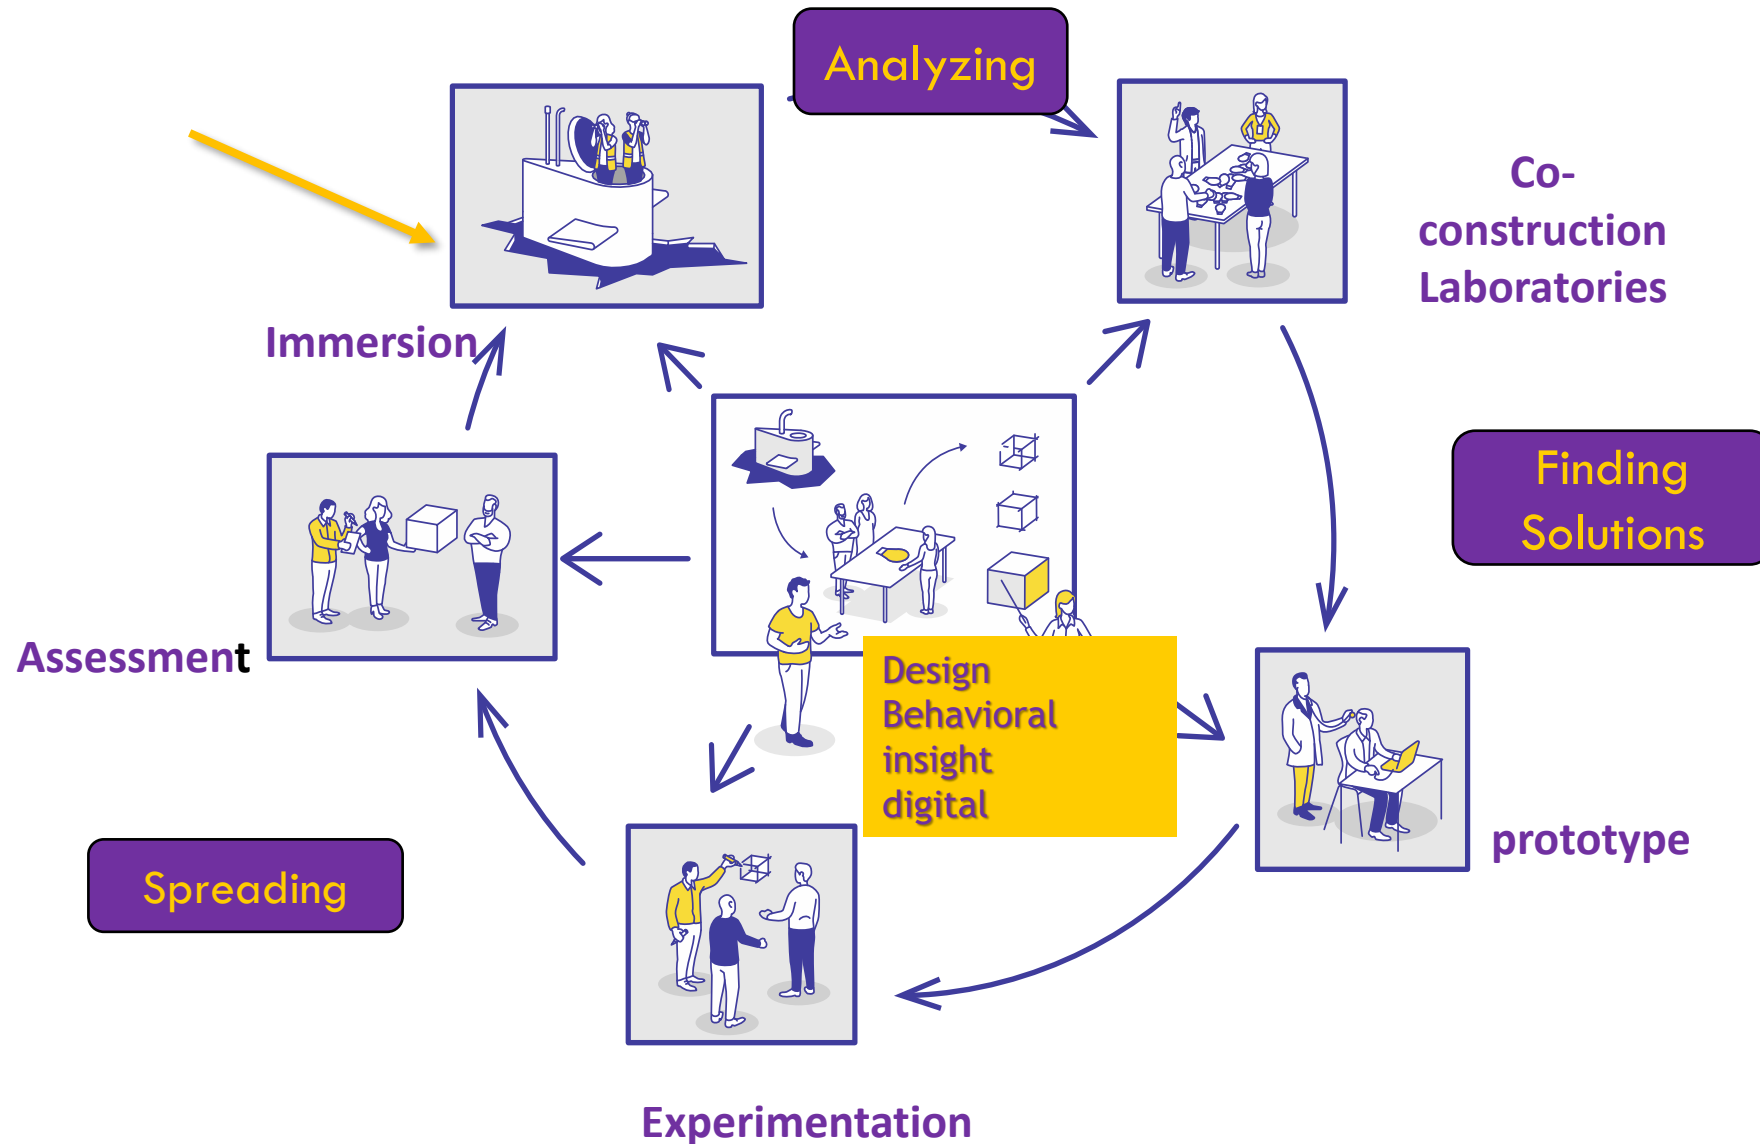 Analyzing
Co-
construction
Laboratories
Immersion
Finding
Solutions
Assessment
Design
Behavioral
insight
digital
prototype
Spreading
Experimentation